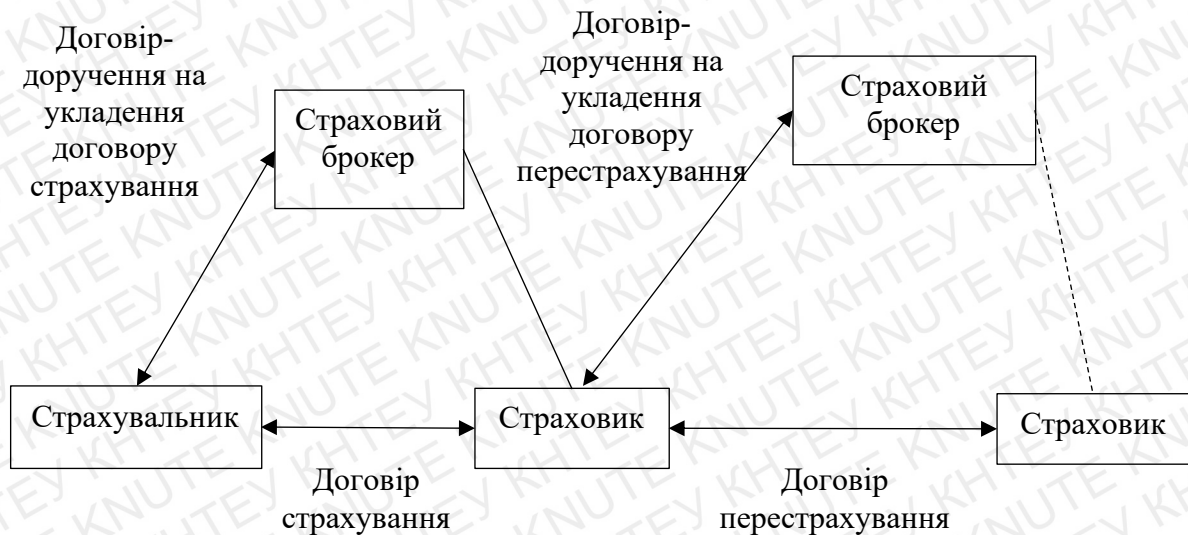 Договір-
доручення на
укладення
договору
страхування
Страховий
брокер
Договір-
доручення на
укладення
договору
перестрахування
Страховий
брокер
Страхувальник
Страховик
Страховик
Договір
страхування
Договір
перестрахування